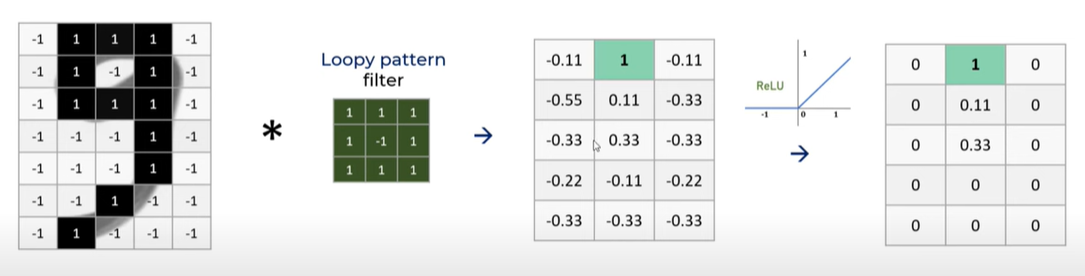 -1 1 1 1 -1
-1 1 -1 1 -1
-1 1 1 1 -1
-1 -1 -1 1 -1
-1 -1 -1 1 -1
-1 -1 1 -1 -1
-1 1 -1 -1 -1
*
Loopy pattern
filter
1 1 1
1 -1 1
1 1 1
→
-0.11 1 -0.11
-0.55 0.11 -0.33
-0.33 0.33 -0.33
-0.22 -0.11 -0.22
-0.33 -0.33 -0.33
1
ReLU
-1 0 1
→
0 1 0
0 0.11 0
0 0.33 0
0 0 0
0 0 0